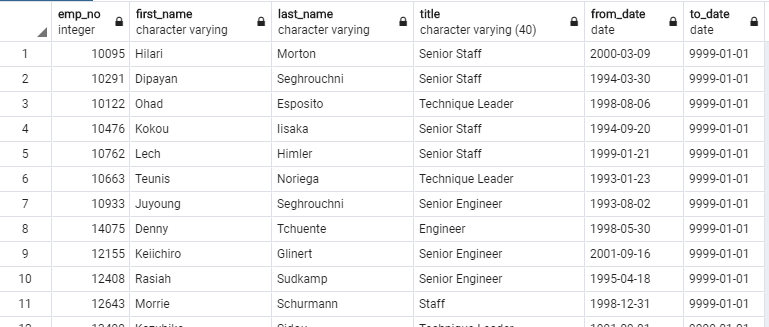 emp_no first_name last_name title from_date to_date
integer character varying character varying character varying (40) date date
1 10095 Hilari Morton Senior Staff 2000-03-09 9999-01-01
2 10291 Dipayan Seghrouchni Senior Staff 1994-03-30 9999-01-01
3 10122 Ohad Esposito Technique Leader 1998-08-06 9999-01-01
4 10476 Kokou Iisaka Senior Staff 1994-09-20 9999-01-01
5 10762 Lech Himler Senior Staff 1999-01-21 9999-01-01
6 10663 Teunis Noriega Technique Leader 1993-01-23 9999-01-01
7 10933 Juyoung Seghrouchni Senior Engineer 1993-08-02 9999-01-01
8 14075 Denny Tchuente Engineer 1998-05-30 9999-01-01
9 12155 Keiichiro Glinert Senior Engineer 2001-09-16 9999-01-01
10 12408 Rasiah Sudkamp Senior Engineer 1995-04-18 9999-01-01
11 12643 Morrie Schurmann Staff 1998-12-31 9999-01-01